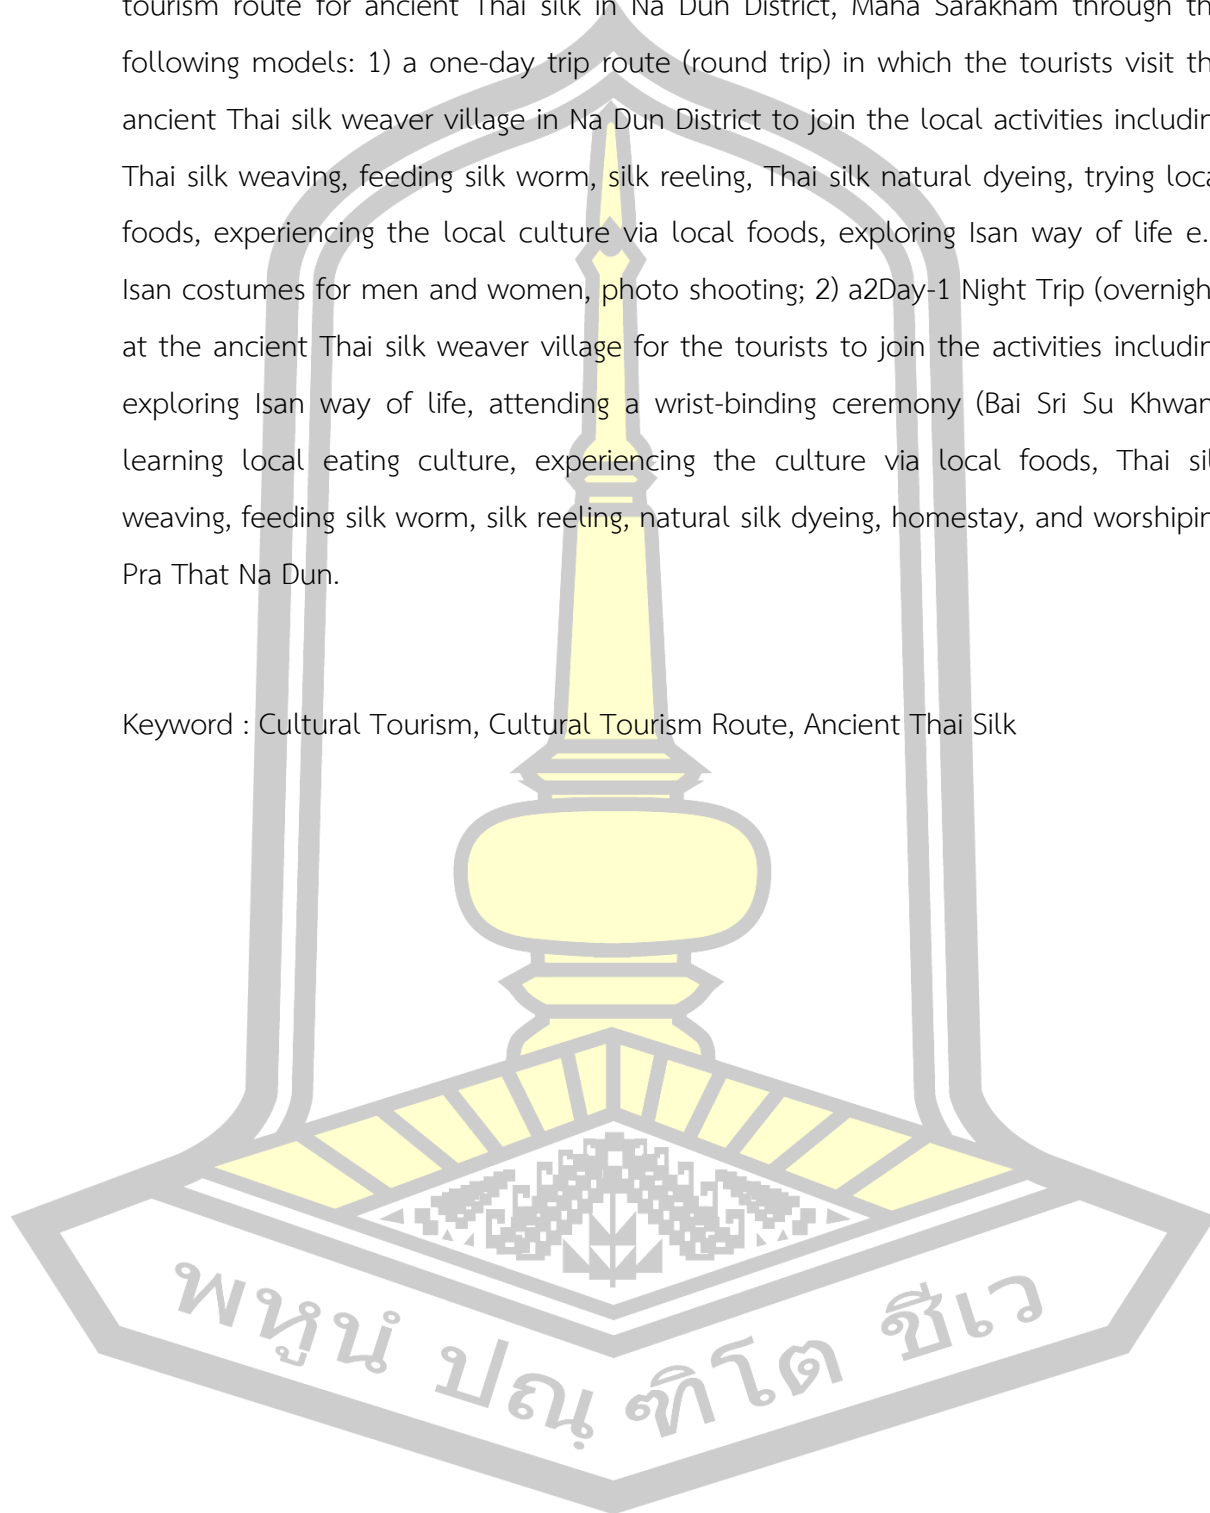 tourism route for ancient Thai silk in Na Dun District, Maha Sarakham through th
following models: 1) a one-day trip route (round trip) in which the tourists visit th
ancient Thai silk weaver village in Na Dun District to join the local activities includin
Thai silk weaving, feeding silk worm, silk reeling, Thai silk natural dyeing, trying loca
foods, experiencing the local culture via local foods, exploring Isan way of life e.
Isan costumes for men and women, photo shooting; 2) a2Day-1 Night Trip (overnigh
at the ancient Thai silk weaver village for the tourists to join the activities includin
exploring Isan way of life, attending a wrist-binding ceremony (Bai Sri Su Khwan
learning local eating culture, experiencing the culture via local foods, Thai sil
weaving, feeding silk worm, silk reeling, natural silk dyeing, homestay, and worshipin
Pra That Na Dun.
Keyword : Cultural Tourism, Cultural Tourism Route, Ancient Thai Silk
พหูนํ ปณฺฑิโต ชีเว